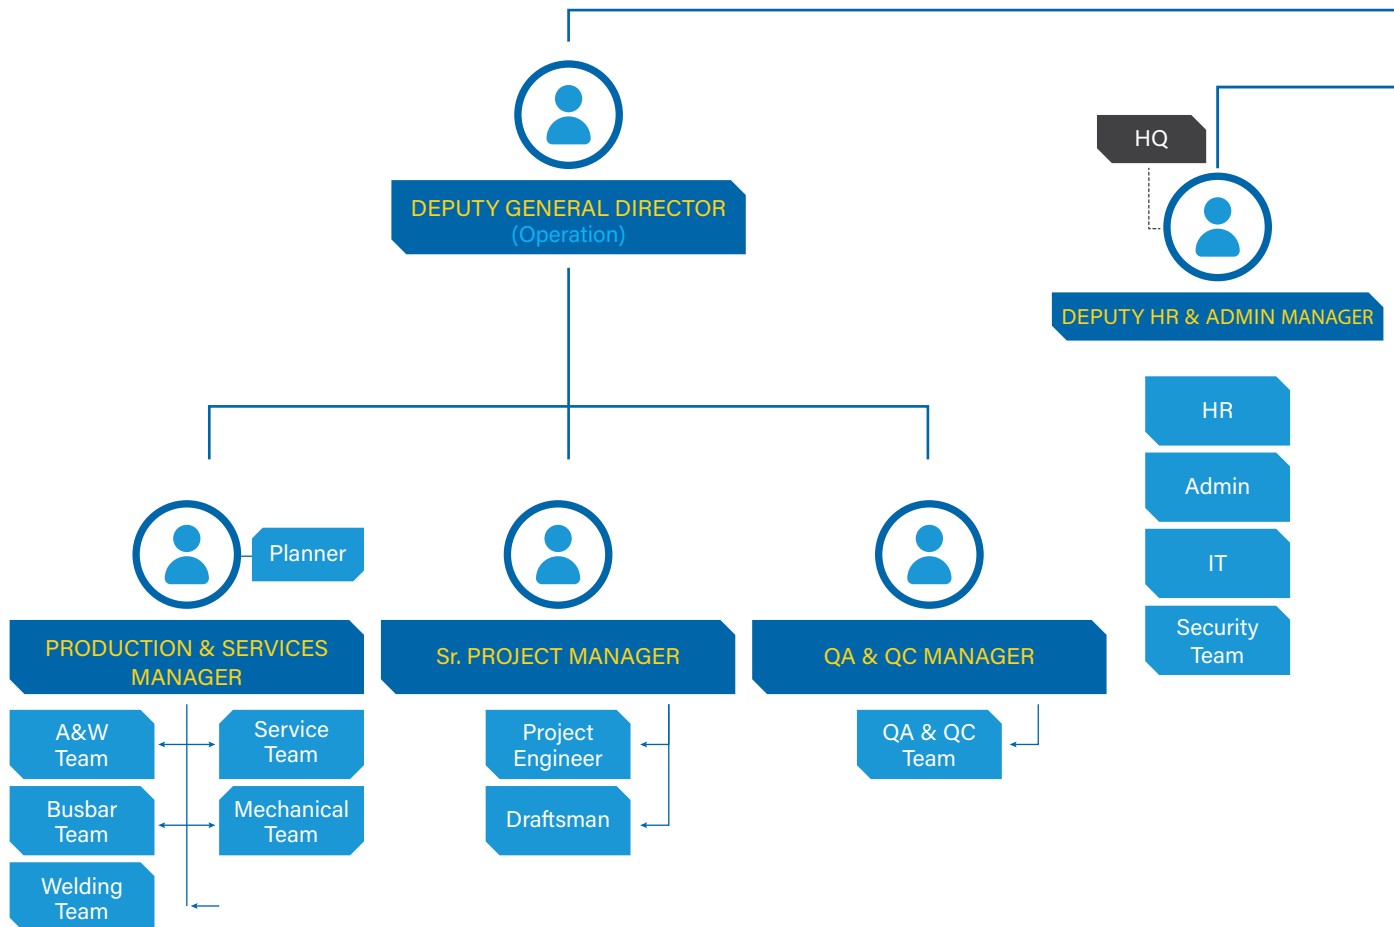 HQ
DEPUTY GENERAL DIRECTOR
(Operation)
DEPUTY HR & ADMIN MANAGER
HR
Admin
IT
Security
Team
Planner
PRODUCTION & SERVICES
MANAGER
Sr. PROJECT MANAGER
QA & QC MANAGER
A&W
Team
Service
Team
Busbar
Team
Mechanical
Team
Welding
Team
Project
Engineer
Draftsman
QA & QC
Team